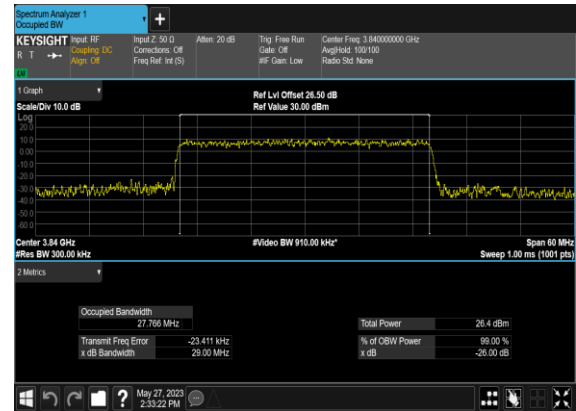 Spectrum Analyzer 1
Occupied BW
+
KEYSIGHT
R T
Input: RF
Coupling: DC
Align: Off
Input Z: 50 Ω
Corrections: Off
Freq Ref: Int (S)
Atten: 20 dB
Trig: Free Run
Gate: Off
#IF Gain: Low
Center Freq: 3.840000000 GHz
Avg|Hold: 100/100
Radio Std: None
1 Graph
Scale/Div 10.0 dB
Ref Lvl Offset 26.50 dB
Ref Value 30.00 dBm
Log
20.0
10.0
0.00
-10.0
-20.0
-30.0
-40.0
-50.0
-60.0
Center 3.84 GHz
#Res BW 300.00 kHz
#Video BW 910.00 kHz*
Span 60 MHz
Sweep 1.00 ms (1001 pts)
2 Metrics
Occupied Bandwidth
27.766 MHz
Total Power 26.4 dBm
Transmit Freq Error -23.411 kHz
% of OBW Power 99.00 %
x dB Bandwidth 29.00 MHz
x dB -26.00 dB
?
May 27, 2023
2:33:22 PM